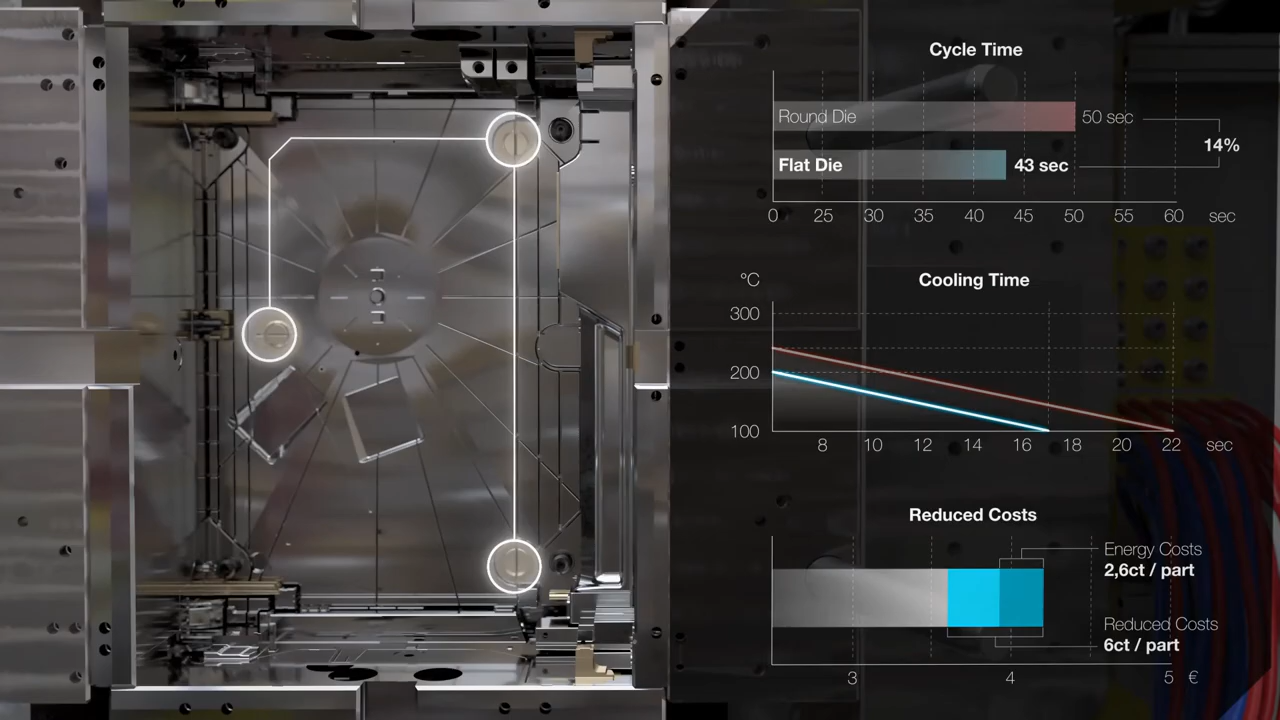 Cycle Time
Round Die
50 sec
14%
Flat Die
43 sec
0 25 30 35 40 45 50 55 60 sec
°C
Cooling Time
300
200
100
8 10 12 14 16 18 20 22 sec
Reduced Costs
Energy Costs
2,6ct / part
Reduced Costs
6ct / part
3 4 5 €